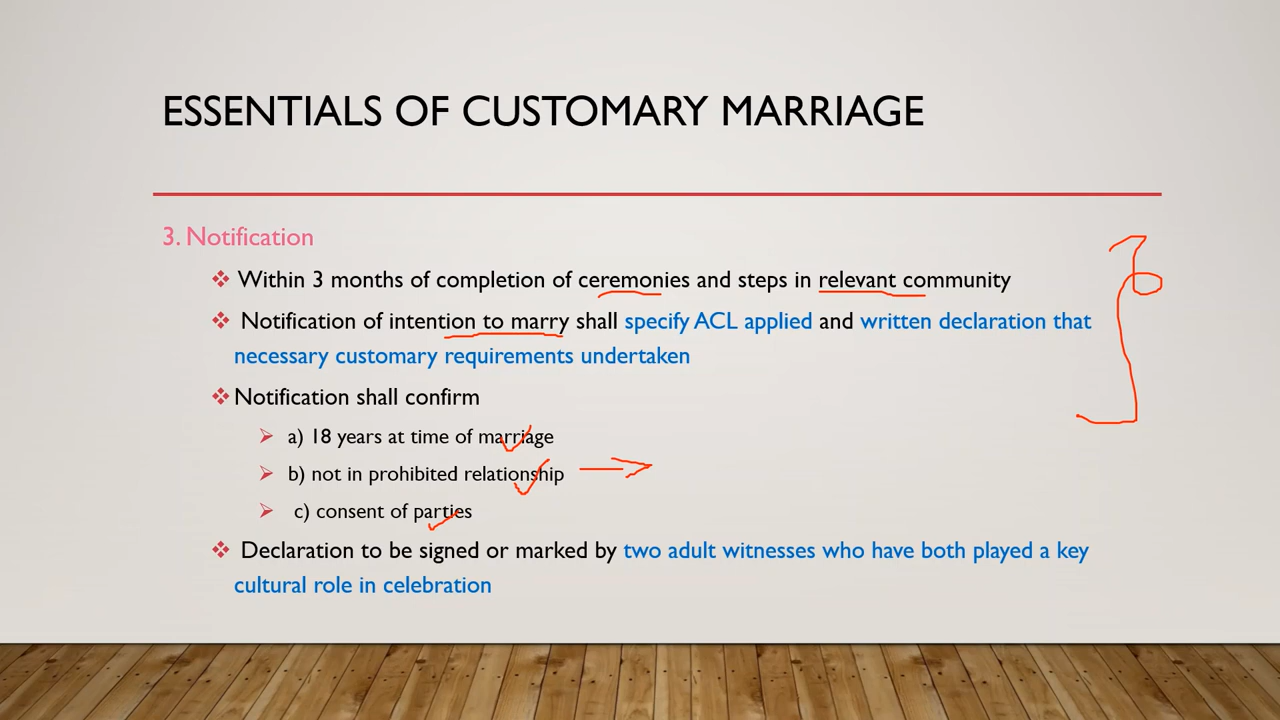 ESSENTIALS OF CUSTOMARY MARRIAGE
3. Notification
Within 3 months of completion of ceremonies and steps in relevant community
Notification of intention to marry shall specify ACL applied and written declaration that
necessary customary requirements undertaken
Notification shall confirm
a) 18 years at time of marriage
b) not in prohibited relationship
c) consent of parties
Declaration to be signed or marked by two adult witnesses who have both played a key
cultural role in celebration